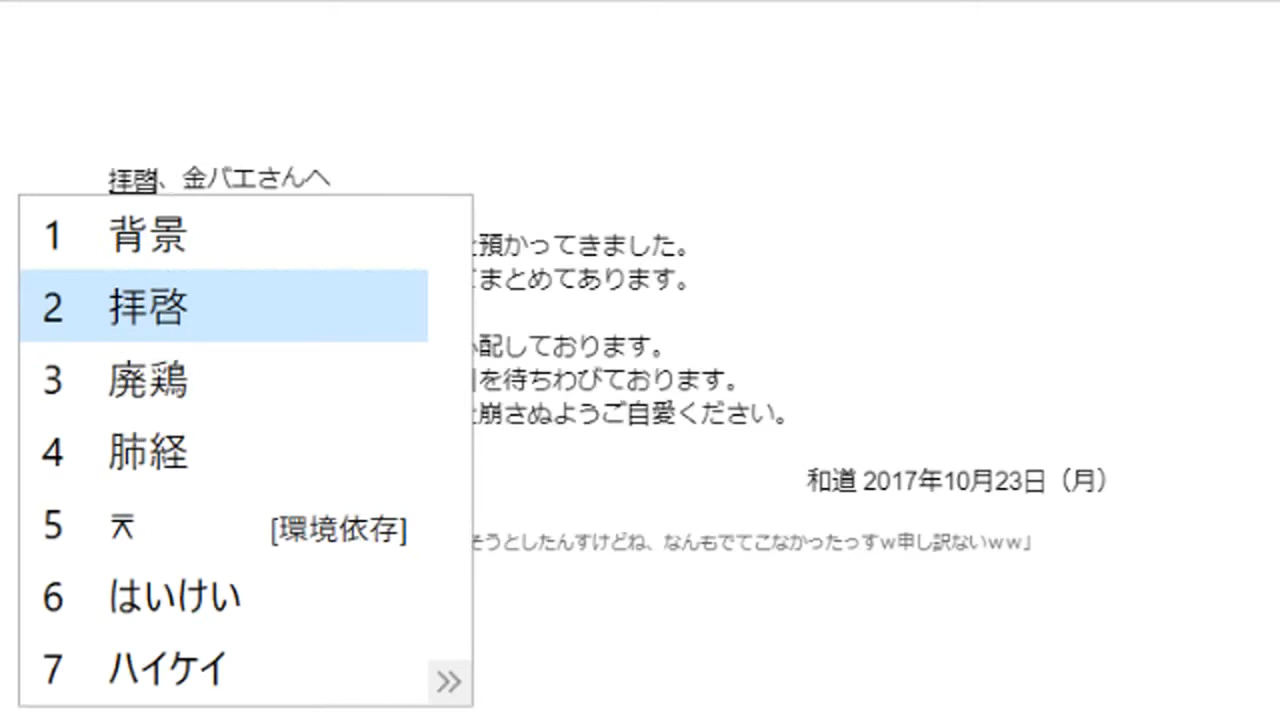 拝啓、金バエさんへ
預かってきました。
まとめてあります。
配しております。
を待ちわびております。
崩さぬようご自愛ください。
和道 2017年10月23日（月）
そうとしたんすけどね、なんもでてこなかったっすｗ申し訳ないｗｗ」
1 背景
2 拝啓
3 廃鶏
4 肺経
5 [環境依存]
6 はいけい
7 ハイケイ